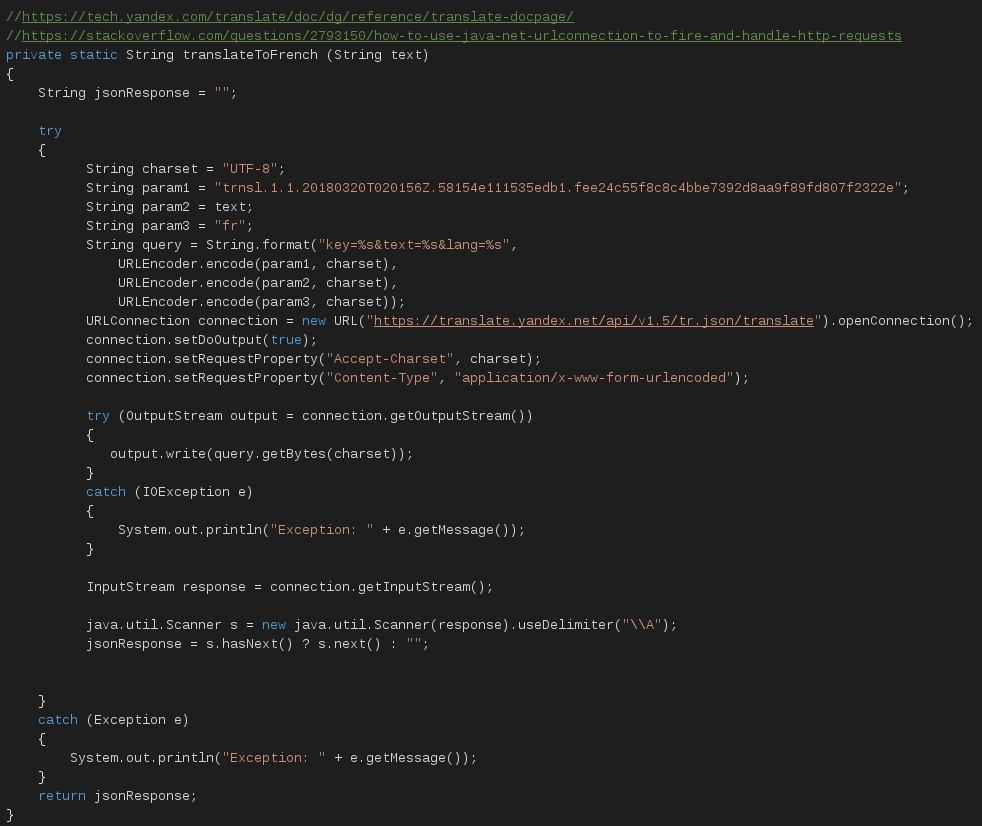 //https://tech.yandex.com/translate/doc/dg/reference/translate-docpage/
//https://stackoverflow.com/questions/2793150/how-to-use-java-net-urlconnection-to-fire-and-handle-http-requests
private static String translateToFrench (String text)
{
    String jsonResponse = "";
    try
    {
          String charset = "UTF-8";
          String param1 = "trnsl.1.1.20180320T020156Z.58154e111535edb1.fee24c55f8c8c4bbe7392d8aa9f89fd807f2322e";
          String param2 = text;
          String param3 = "fr";
          String query = String.format("key=%s&text=%s&lang=%s",
              URLEncoder.encode(param1, charset),
              URLEncoder.encode(param2, charset),
              URLEncoder.encode(param3, charset));
          URLConnection connection = new URL("https://translate.yandex.net/api/v1.5/tr.json/translate").openConnection();
          connection.setDoOutput(true);
          connection.setRequestProperty("Accept-Charset", charset);
          connection.setRequestProperty("Content-Type", "application/x-www-form-urlencoded");
          try (OutputStream output = connection.getOutputStream())
          {
             output.write(query.getBytes(charset));
          }
          catch (IOException e)
          {
              System.out.println("Exception: " + e.getMessage());
          }
          InputStream response = connection.getInputStream();
          java.util.Scanner s = new java.util.Scanner(response).useDelimiter("\\A");
          jsonResponse = s.hasNext() ? s.next() : "";
    }
    catch (Exception e)
    {
        System.out.println("Exception: " + e.getMessage());
    }
    return jsonResponse;
}